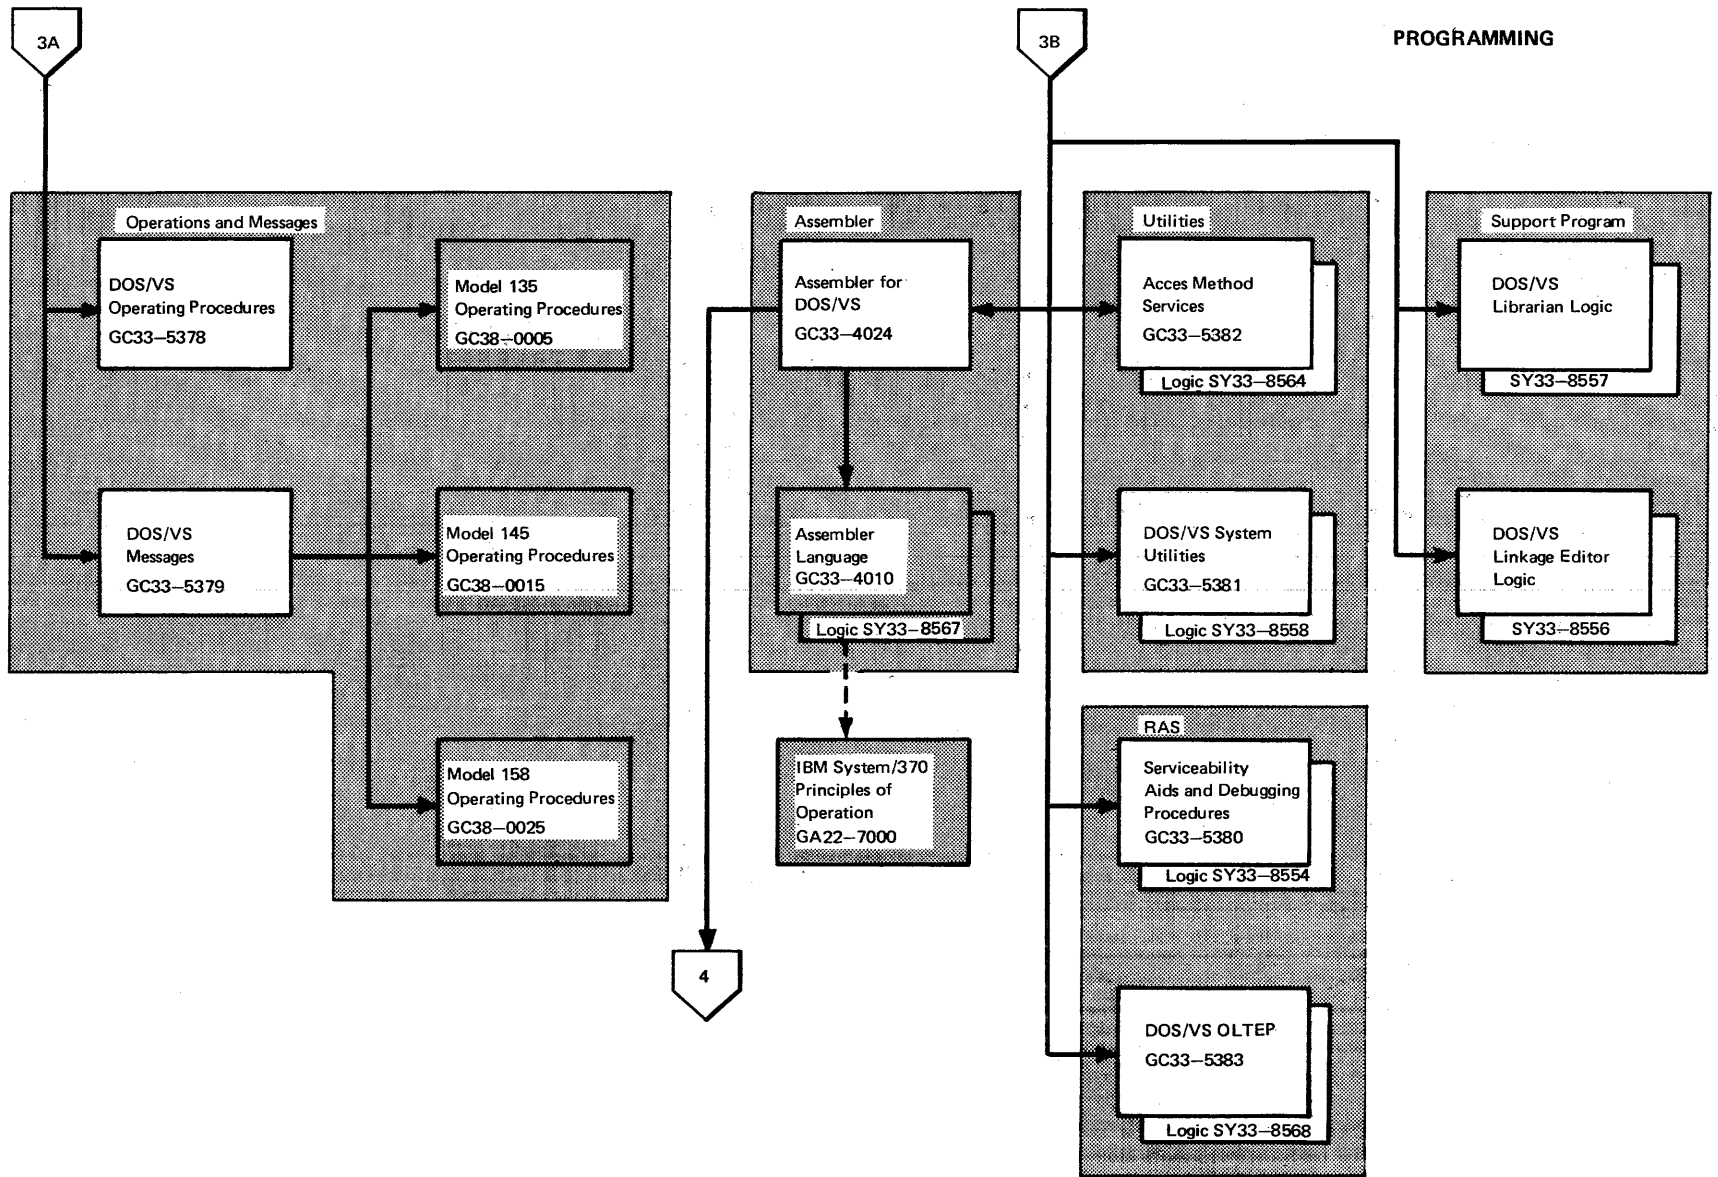 3A
3B
PROGRAMMING
Operations and Messages
DOS/VS
Operating Procedures
GC33-5378
Model 135
Operating Procedures
GC38-0005
DOS/VS
Messages
GC33-5379
Model 145
Operating Procedures
GC38-0015
Model 158
Operating Procedures
GC38-0025
Assembler
Assembler for
DOS/VS
GC33-4024
Assembler
Language
GC33-4010
Logic SY33-8567
IBM System/370
Principles of
Operation
GA22-7000
4
Utilities
Acces Method
Services
GC33-5382
Logic SY33-8564
DOS/VS System
Utilities
GC33-5381
Logic SY33-8558
RAS
Serviceability
Aids and Debugging
Procedures
GC33-5380
Logic SY33-8554
DOS/VS OLTEP
GC33-5383
Logic SY33-8568
Support Program
DOS/VS
Librarian Logic
SY33-8557
DOS/VS
Linkage Editor
Logic
SY33-8556